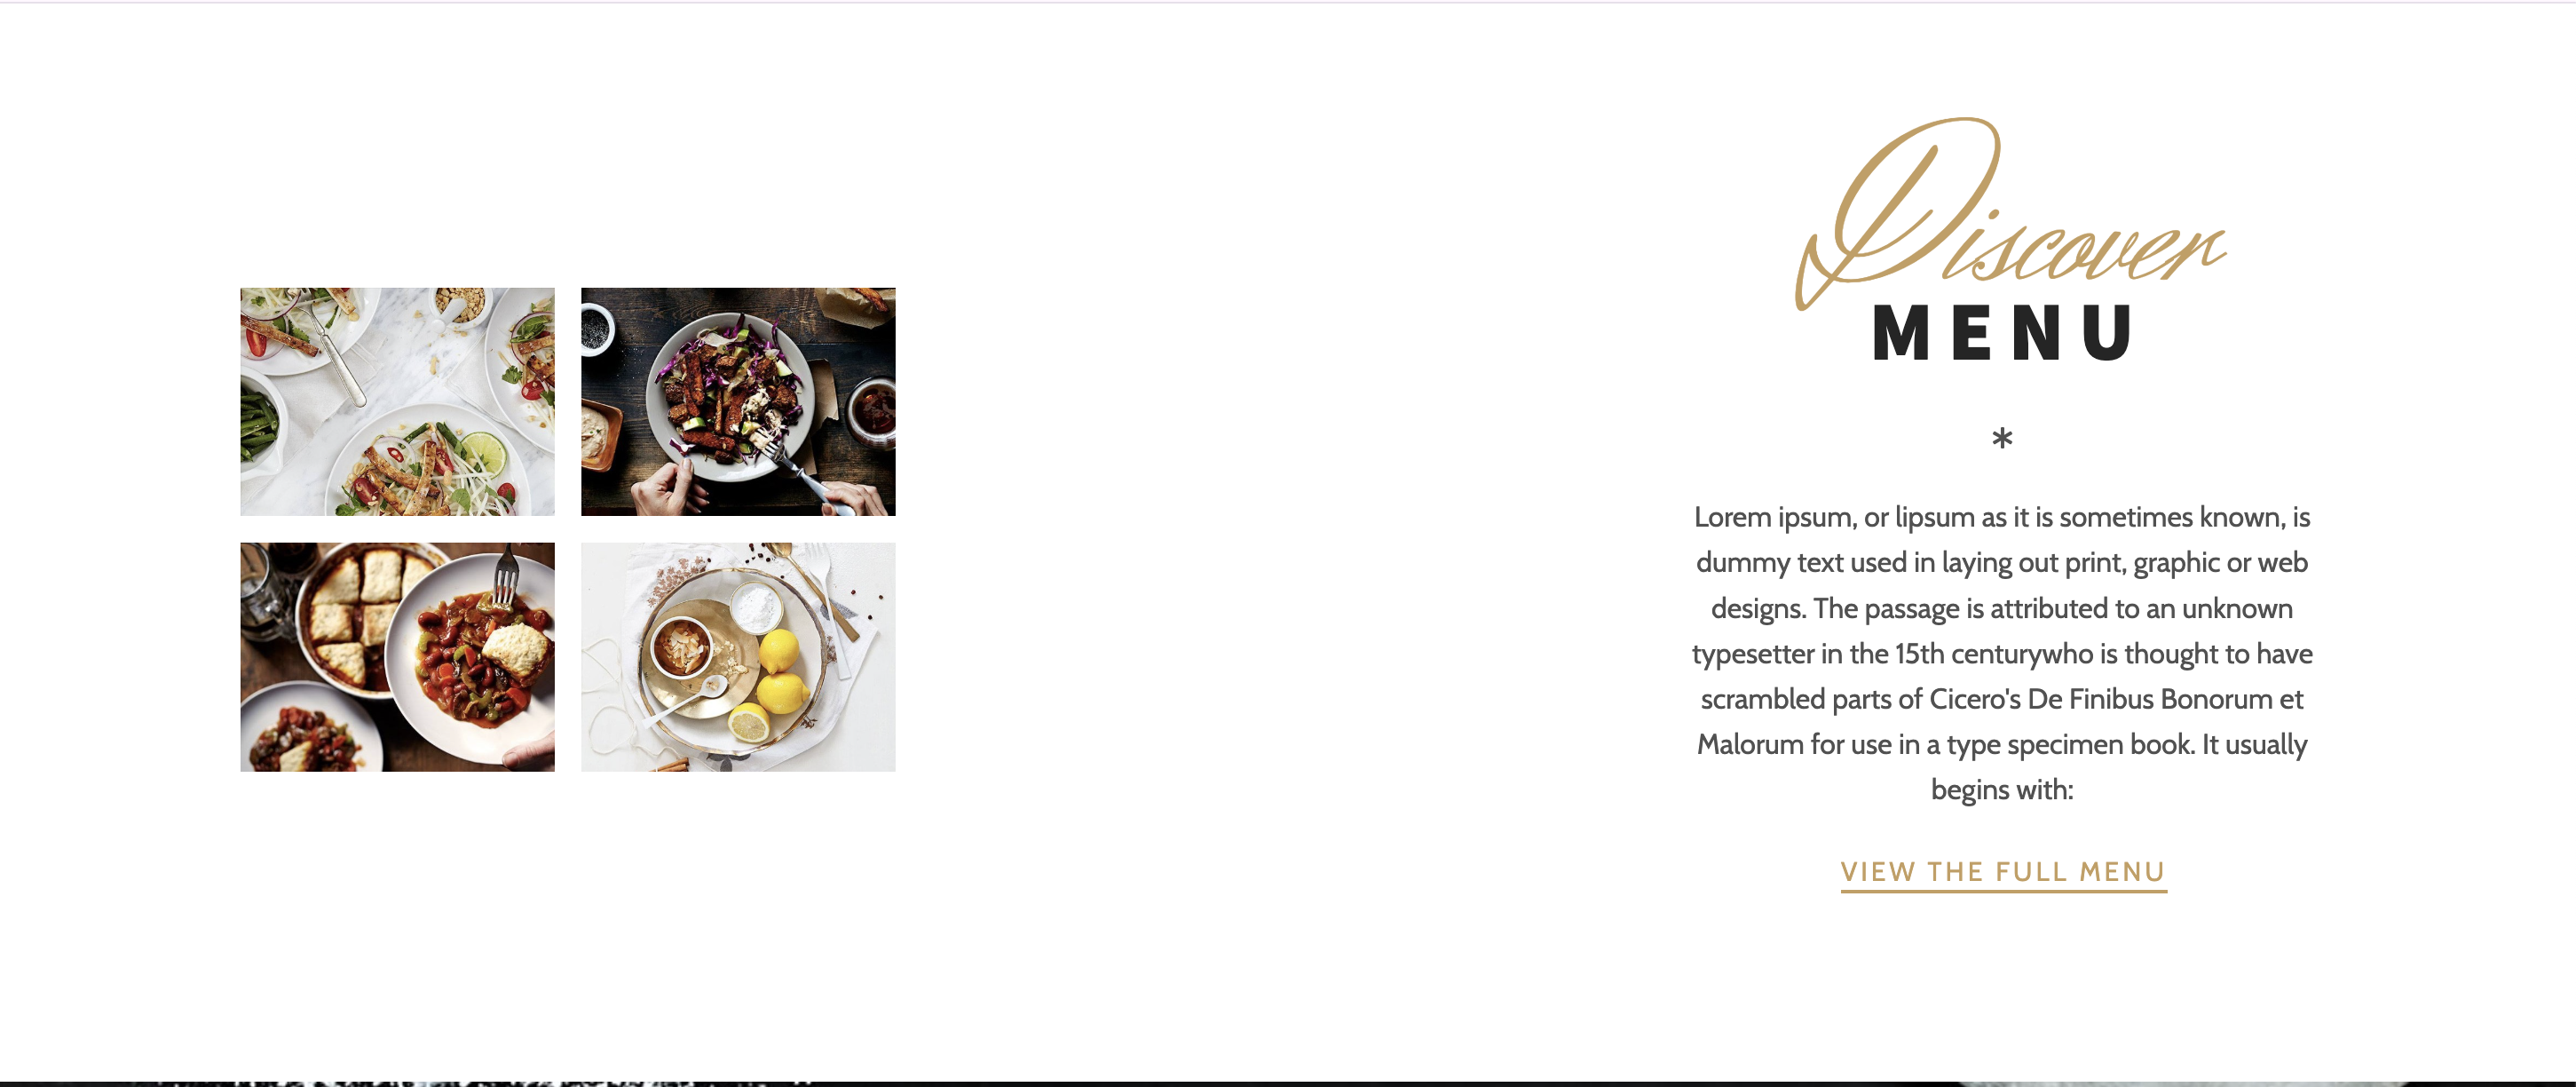 Discover
MENU
*
Lorem ipsum, or lipsum as it is sometimes known, is
dummy text used in laying out print, graphic or web
designs. The passage is attributed to an unknown
typesetter in the 15th centurywho is thought to have
scrambled parts of Cicero's De Finibus Bonorum et
Malorum for use in a type specimen book. It usually
begins with:
VIEW THE FULL MENU